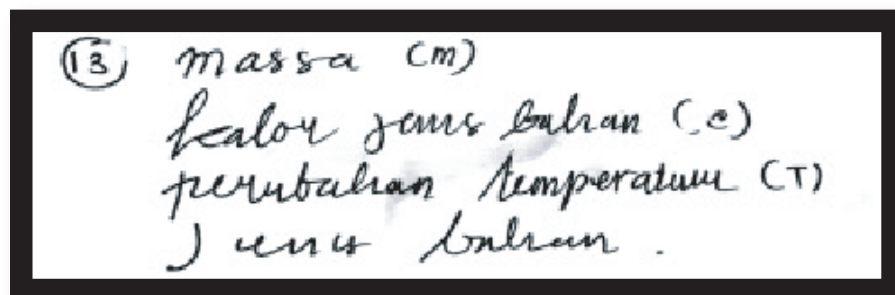 13) massa (m)
kalor jenis bahan (c)
perubahan temperatur (T)
Jenis bahan.